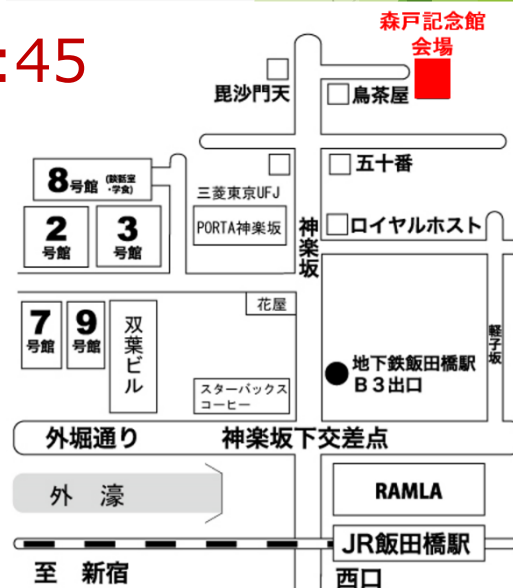 森戸記念館
会場
:45
毘沙門天
鳥茶屋
五十番
8号館 (談話室
・学食)
三菱東京UFJ
2
号館
3
号館
PORTA神楽坂
神楽坂
ロイヤルホスト
花屋
7
号館
9
号館
双葉ビル
軽子坂
地下鉄飯田橋駅
B3出口
スターバックス
コーヒー
外堀通り
神楽坂下交差点
外 濠
RAMLA
JR飯田橋駅
至 新宿
西口